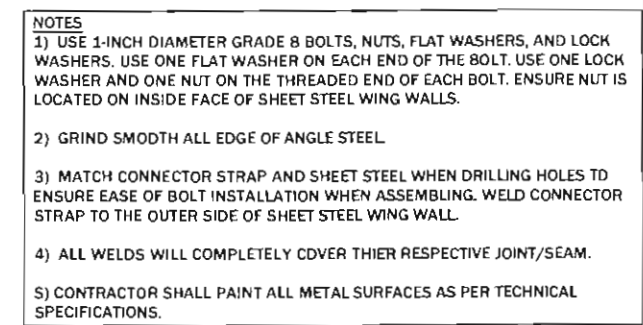 NOTES
1) USE 1-INCH DIAMETER GRADE 8 BOLTS, NUTS, FLAT WASHERS, AND LOCK
WASHERS. USE ONE FLAT WASHER ON EACH END OF THE BOLT. USE ONE LOCK
WASHER AND ONE NUT ON THE THREADED END OF EACH BOLT. ENSURE NUT IS
LOCATED ON INSIDE FACE OF SHEET STEEL WING WALLS.
2) GRIND SMOOTH ALL EDGE OF ANGLE STEEL
3) MATCH CONNECTOR STRAP AND SHEET STEEL WHEN DRILLING HOLES TO
ENSURE EASE OF BOLT INSTALLATION WHEN ASSEMBLING. WELD CONNECTOR
STRAP TO THE OUTER SIDE OF SHEET STEEL WING WALL.
4) ALL WELDS WILL COMPLETELY COVER THIER RESPECTIVE JOINT/SEAM.
5) CONTRACTOR SHALL PAINT ALL METAL SURFACES AS PER TECHNICAL
SPECIFICATIONS.